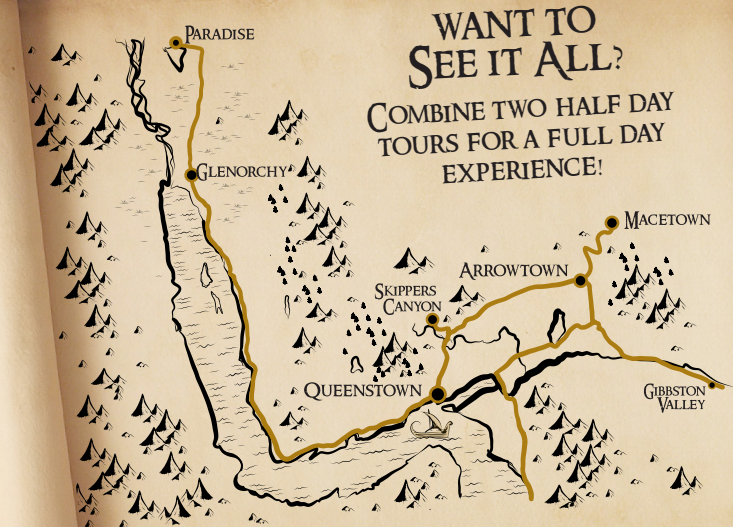 WANT TO
SEE IT ALL?
COMBINE TWO HALF DAY
TOURS FOR A FULL DAY
EXPERIENCE!
PARADISE
GLENORCHY
MACETOWN
ARROWTOWN
SKIPPERS
CANYON
QUEENSTOWN
GIBBSTON
VALLEY